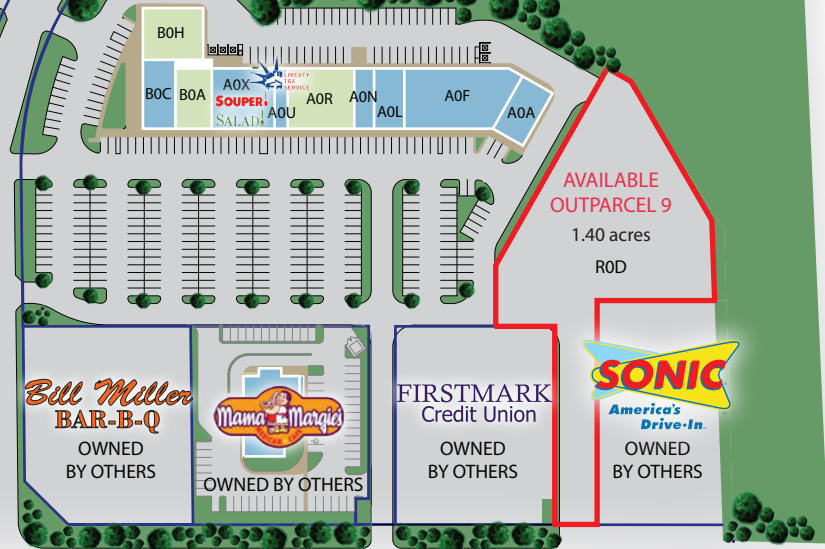 B0H
B0C
B0A
A0X
SOUPER!
SALAD!
LIBERTY
TAX
SERVICE
A0U
A0R
A0N
A0L
A0F
A0A
AVAILABLE
OUTPARCEL 9
1.40 acres
R0D
Bill Miller
BAR-B-Q
OWNED
BY OTHERS
Mama Margie's
MEXICAN CAFE
OWNED BY OTHERS
FIRSTMARK
Credit Union
OWNED
BY OTHERS
SONIC
America's
Drive-In
OWNED
BY OTHERS